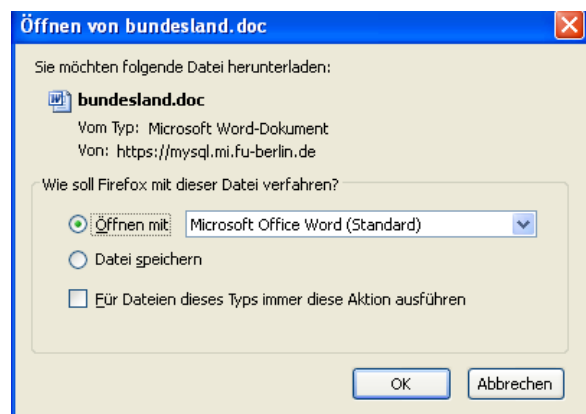 Öffnen von bundesland.doc
Sie möchten folgende Datei herunterladen:
bundesland.doc
Vom Typ: Microsoft Word-Dokument
Von: https://mysql.mi.fu-berlin.de
Wie soll Firefox mit dieser Datei verfahren?
Öffnen mit Microsoft Office Word (Standard)
Datei speichern
Für Dateien dieses Typs immer diese Aktion ausführen
OK Abbrechen